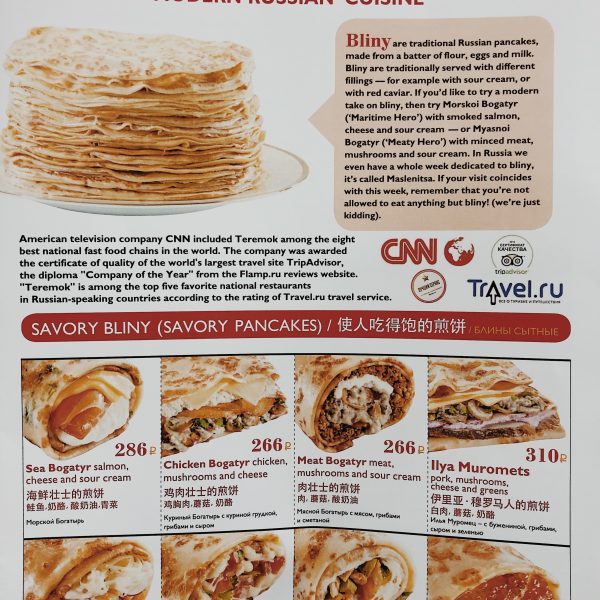 MODERN RUSSIAN CUISINE
Bliny are traditional Russian pancakes,
made from a batter of flour, eggs and milk.
Bliny are traditionally served with different
fillings — for example with sour cream, or
with red caviar. If you'd like to try a modern
take on bliny, then try Morskoi Bogatyr
('Maritime Hero') with smoked salmon,
cheese and sour cream — or Myasnoi
Bogatyr ('Meaty Hero') with minced meat,
mushrooms and sour cream. In Russia we
even have a whole week dedicated to bliny,
it's called Maslenitsa. If your visit coincides
with this week, remember that you're not
allowed to eat anything but bliny! (we're just
kidding).
American television company CNN included Teremok among the eight
best national fast food chains in the world. The company was awarded
the certificate of quality of the world's largest travel site TripAdvisor,
the diploma "Company of the Year" from the Flamp.ru reviews website.
"Teremok" is among the top five favorite national restaurants
in Russian-speaking countries according to the rating of Travel.ru travel service.
CNN
СЕРТИФИКАТ
КАЧЕСТВА
tripadvisor
Travel.ru
ВСЕ О ТУРИЗМЕ И ПУТЕШЕСТВИЯХ
SAVORY BLINY (SAVORY PANCAKES) / 使人吃得饱的煎饼 / БЛИНЫ СЫТНЫЕ
286₽
Sea Bogatyr salmon,
cheese and sour cream
海鲜壮士的煎饼
鲑鱼,奶酪,酸奶油,青菜
Морской Богатырь
266₽
Chicken Bogatyr chicken,
mushrooms and cheese
鸡肉壮士的煎饼
鸡胸肉,蘑菇,奶酪
Куриный Богатырь с куриной грудкой,
грибами и сыром
266₽
Meat Bogatyr meat,
mushrooms and sour cream
肉壮士的煎饼
肉,蘑菇,酸奶油
Мясной Богатырь с мясом, грибами
и сметаной
310₽
Ilya Muromets
pork, mushrooms,
cheese and greens
伊里亚·穆罗马人的煎饼
白肉,蘑菇,奶酪
Илья Муромец – с бужениной, грибами,
сыром и зеленью